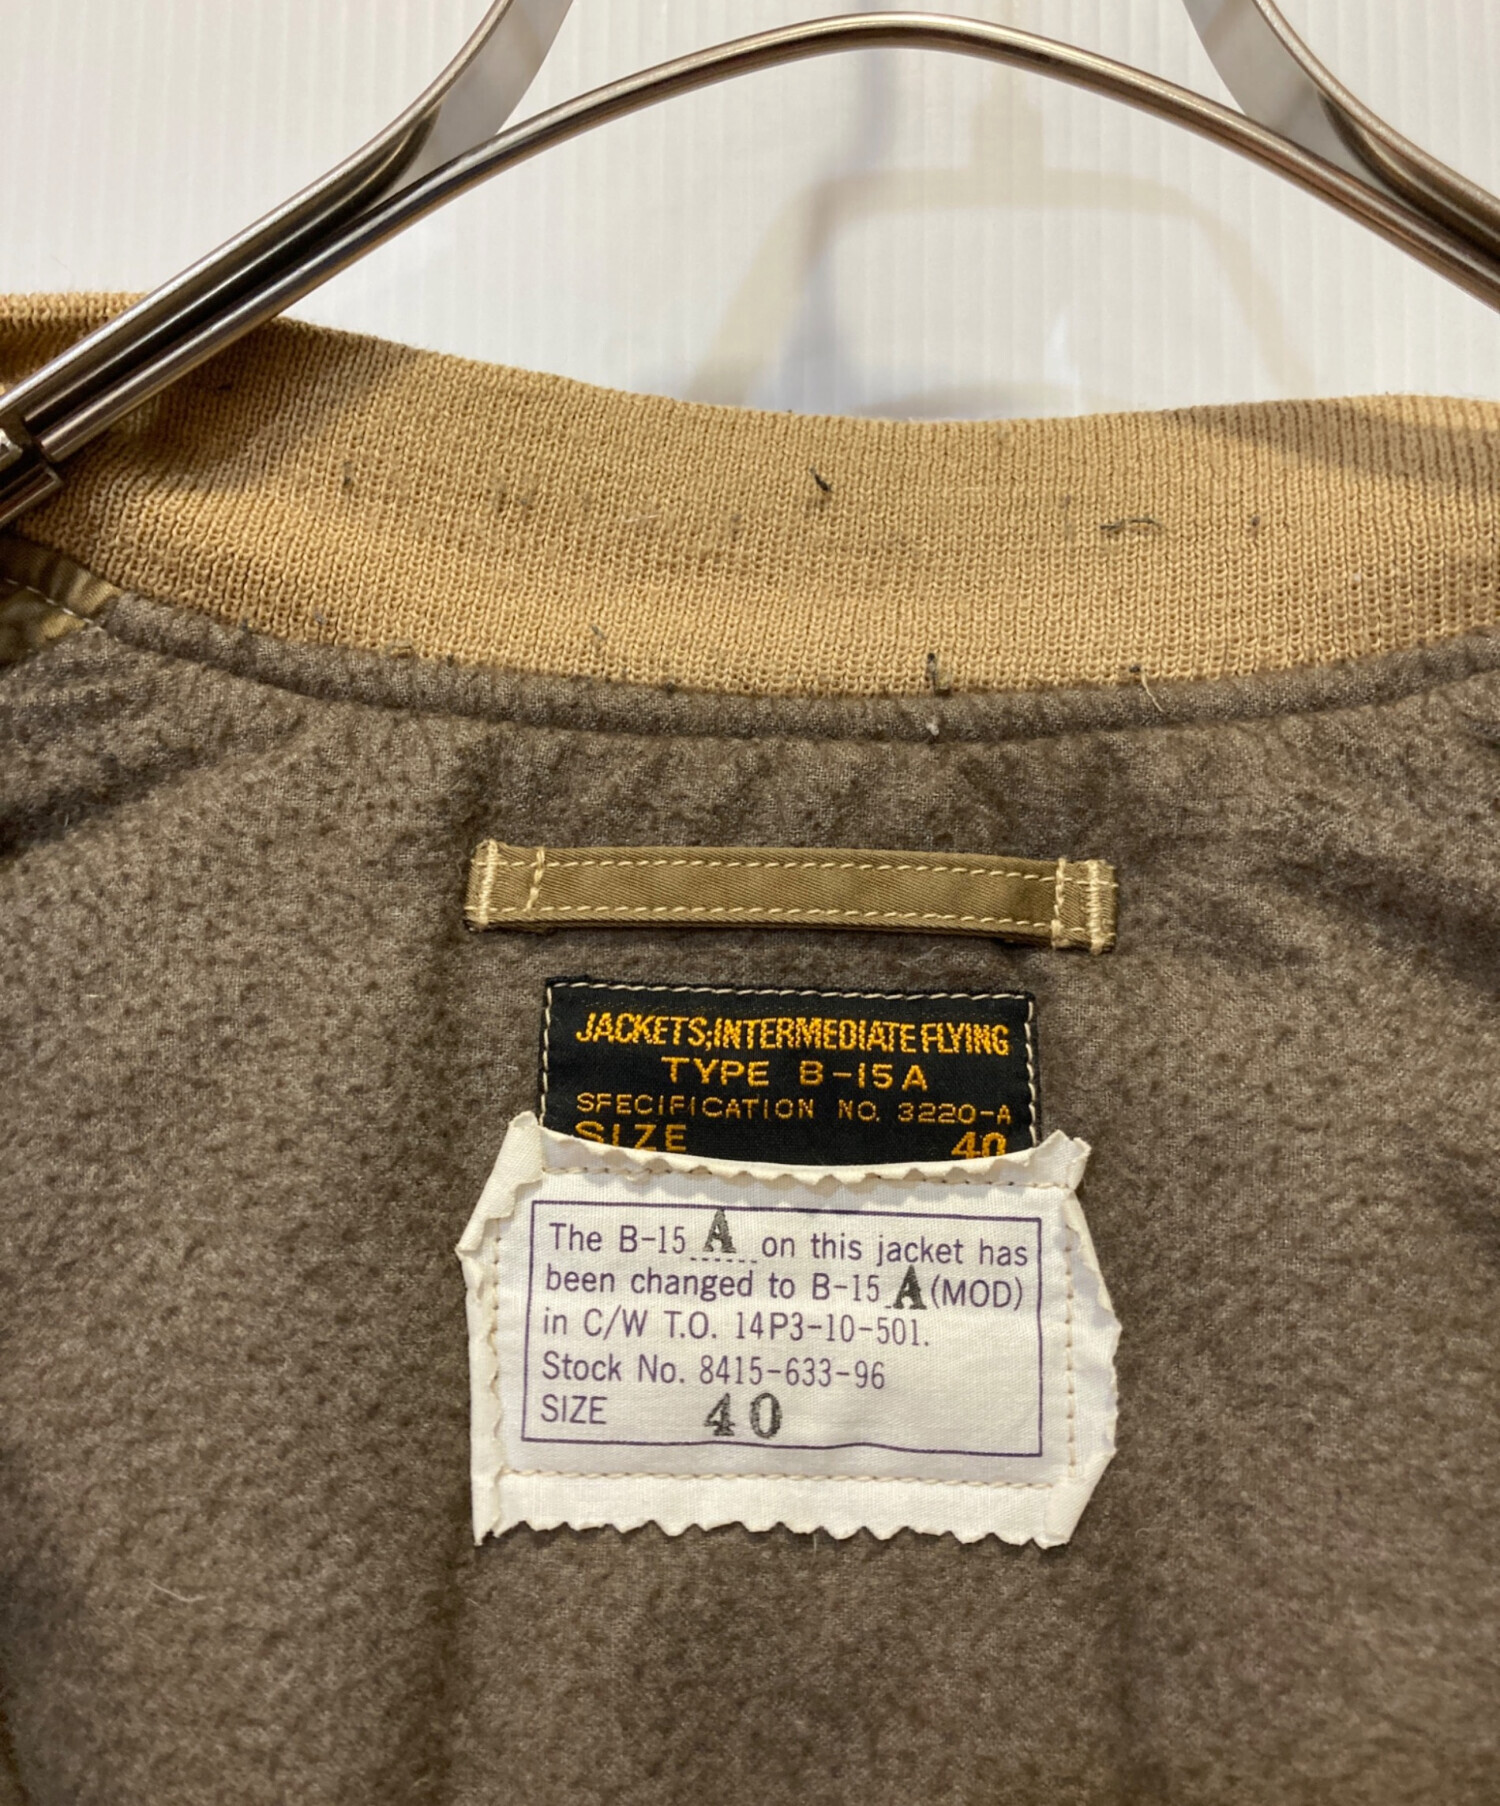 JACKETS;INTERMEDIATE FLYING
TYPE B-15A
SPECIFICATION NO. 3220-A
SIZE 40
The B-15 A on this jacket has
been changed to B-15 A (MOD)
in C/W T.O. 14P3-10-501.
Stock No. 8415-633-96
SIZE 40